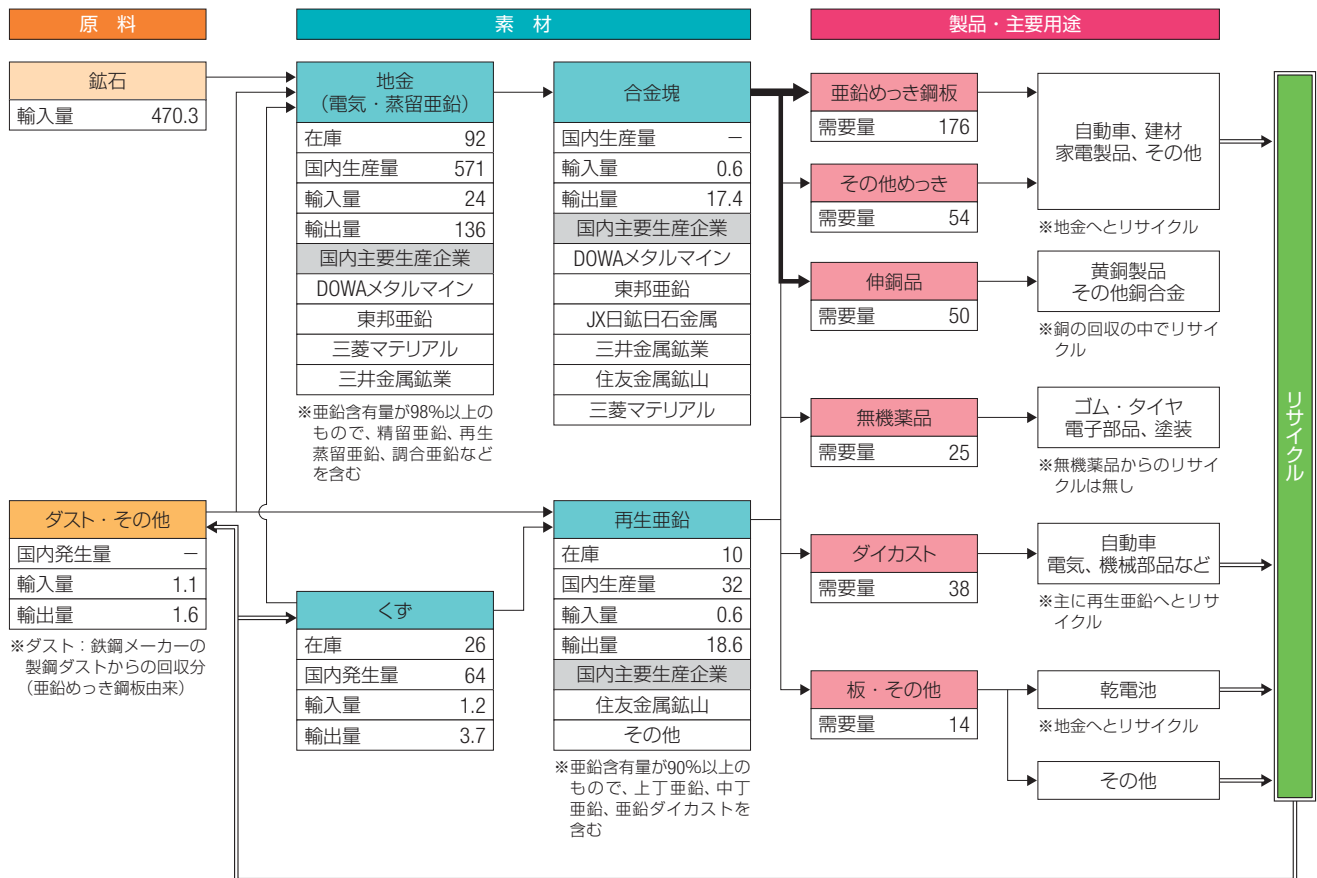 原 料
素 材
製品・主要用途
鉱石
輸入量 470.3
地金
(電気・蒸留亜鉛)
在庫 92
国内生産量 571
輸入量 24
輸出量 136
国内主要生産企業
DOWAメタルマイン
東邦亜鉛
三菱マテリアル
三井金属鉱業
※亜鉛含有量が98%以上の
もので、精留亜鉛、再生
蒸留亜鉛、調合亜鉛など
を含む
合金塊
国内生産量 −
輸入量 0.6
輸出量 17.4
国内主要生産企業
DOWAメタルマイン
東邦亜鉛
JX日鉱日石金属
三井金属鉱業
住友金属鉱山
三菱マテリアル
亜鉛めっき鋼板
需要量 176
その他めっき
需要量 54
自動車、建材
家電製品、その他
※地金へとリサイクル
伸銅品
需要量 50
黄銅製品
その他銅合金
※銅の回収の中でリサイ
クル
無機薬品
需要量 25
ゴム・タイヤ
電子部品、塗装
※無機薬品からのリサイ
クルは無し
ダスト・その他
国内発生量 −
輸入量 1.1
輸出量 1.6
※ダスト：鉄鋼メーカーの
製鋼ダストからの回収分
(亜鉛めっき鋼板由来)
くず
在庫 26
国内発生量 64
輸入量 1.2
輸出量 3.7
再生亜鉛
在庫 10
国内生産量 32
輸入量 0.6
輸出量 18.6
国内主要生産企業
住友金属鉱山
その他
※亜鉛含有量が90%以上の
もので、上丁亜鉛、中丁
亜鉛、亜鉛ダイカストを
含む
ダイカスト
需要量 38
自動車
電気、機械部品など
※主に再生亜鉛へとリサ
イクル
板・その他
需要量 14
乾電池
※地金へとリサイクル
その他
リサイクル